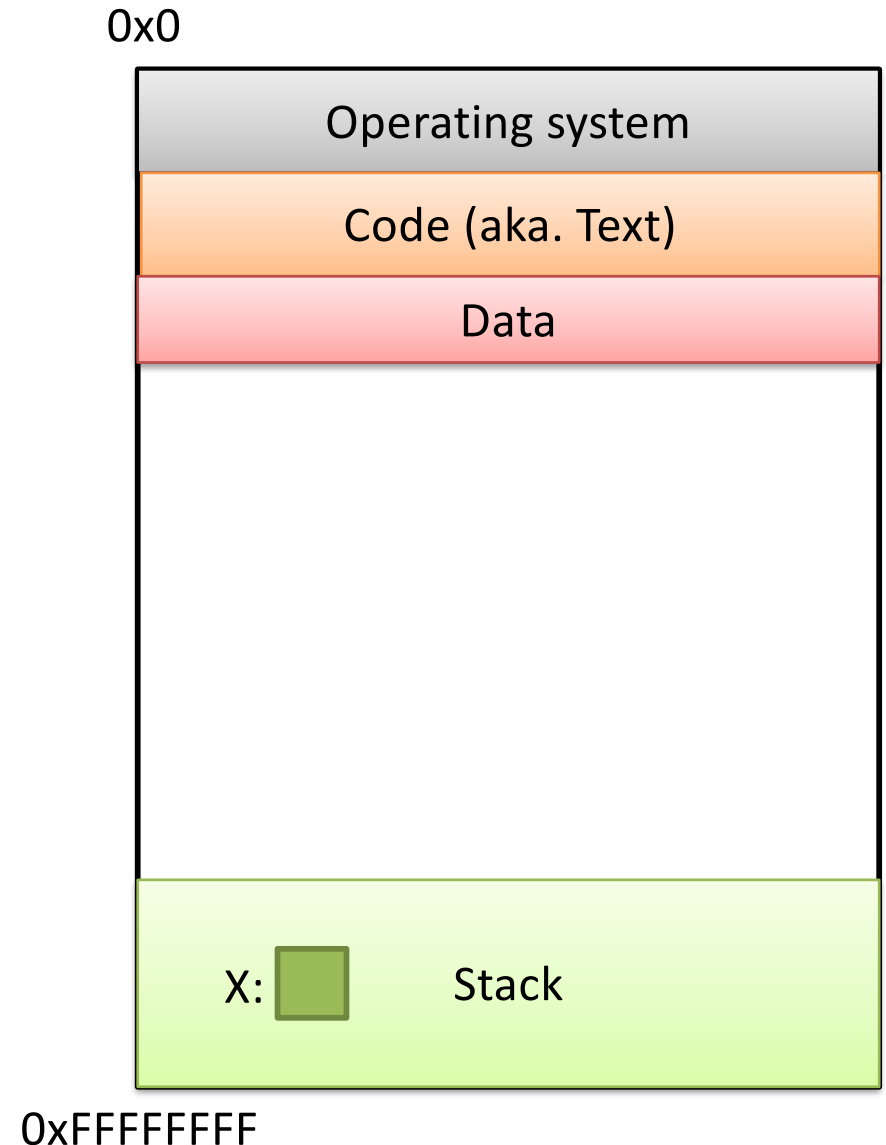 0x0
Operating system
Code (aka. Text)
Data
X:
Stack
0xFFFFFFFF